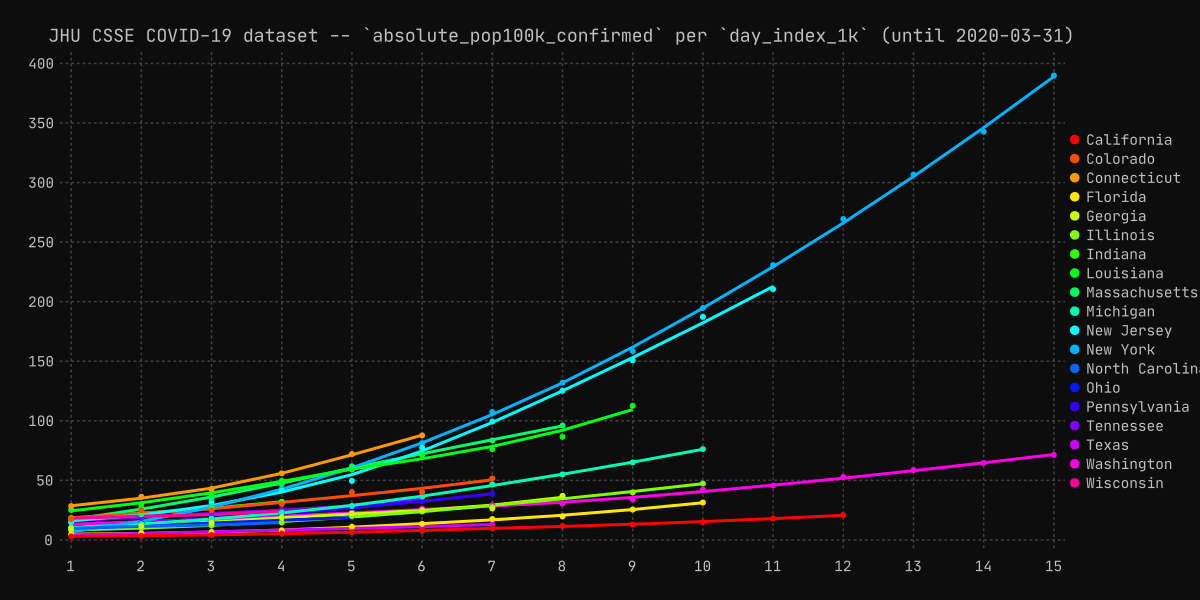 JHU CSSE COVID-19 dataset -- `absolute_pop100k_confirmed` per `day_index_1k` (until 2020-03-31)
400
350
300
250
200
150
100
50
0
1 2 3 4 5 6 7 8 9 10 11 12 13 14 15
California
Colorado
Connecticut
Florida
Georgia
Illinois
Indiana
Louisiana
Massachusetts
Michigan
New Jersey
New York
North Carolina
Ohio
Pennsylvania
Tennessee
Texas
Washington
Wisconsin